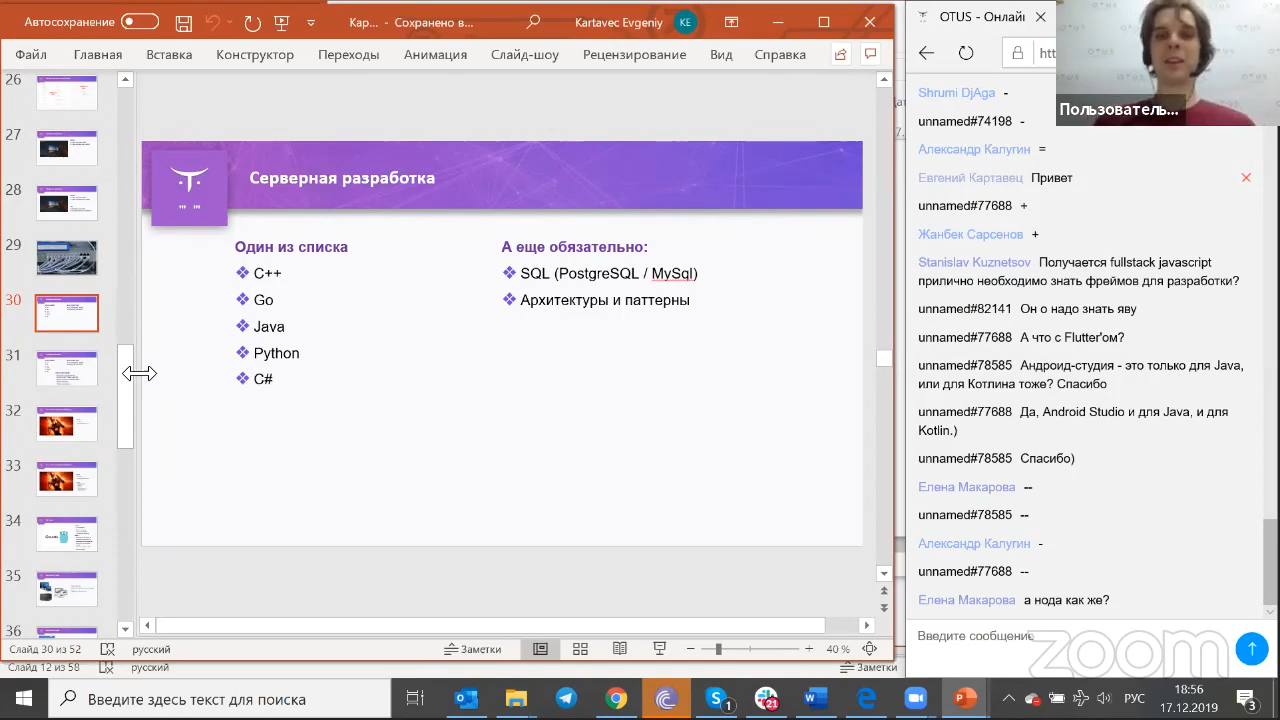 Автосохранение
Кар... - Сохранено в...
Kartavec Evgeniy
KE
Файл
Главная
Вставка
Конструктор
Переходы
Анимация
Слайд-шоу
Рецензирование
Вид
Справка
26
27
28
29
30
31
32
33
34
35
36
Серверная разработка
Один из списка
C++
Go
Java
Python
C#
А еще обязательно:
SQL (PostgreSQL / MySql)
Архитектуры и паттерны
Слайд 30 из 52
русский
Заметки
40 %
Слайд 12 из 58
русский
Заметки
OTUS - Онлай
htt
Пользователь...
Shrumi DjAga -
unnamed#74198 -
Александр Калугин =
Евгений Картавец Привет
unnamed#77688 +
Жанбек Сарсенов +
Stanislav Kuznetsov Получается fullstack javascript
прилично необходимо знать фреймов для разработки?
unnamed#82141 Он о надо знать яву
unnamed#77688 А что с Flutter'ом?
unnamed#78585 Андроид-студия - это только для Java,
или для Котлина тоже? Спасибо
unnamed#77688 Да, Android Studio и для Java, и для
Kotlin.)
unnamed#78585 Спасибо)
Елена Макарова --
unnamed#78585 --
Александр Калугин -
unnamed#77688 --
Елена Макарова а нода как же?
Введите сообщение
zoom
Введите здесь текст для поиска
1
21
РУС
18:56
17.12.2019
3